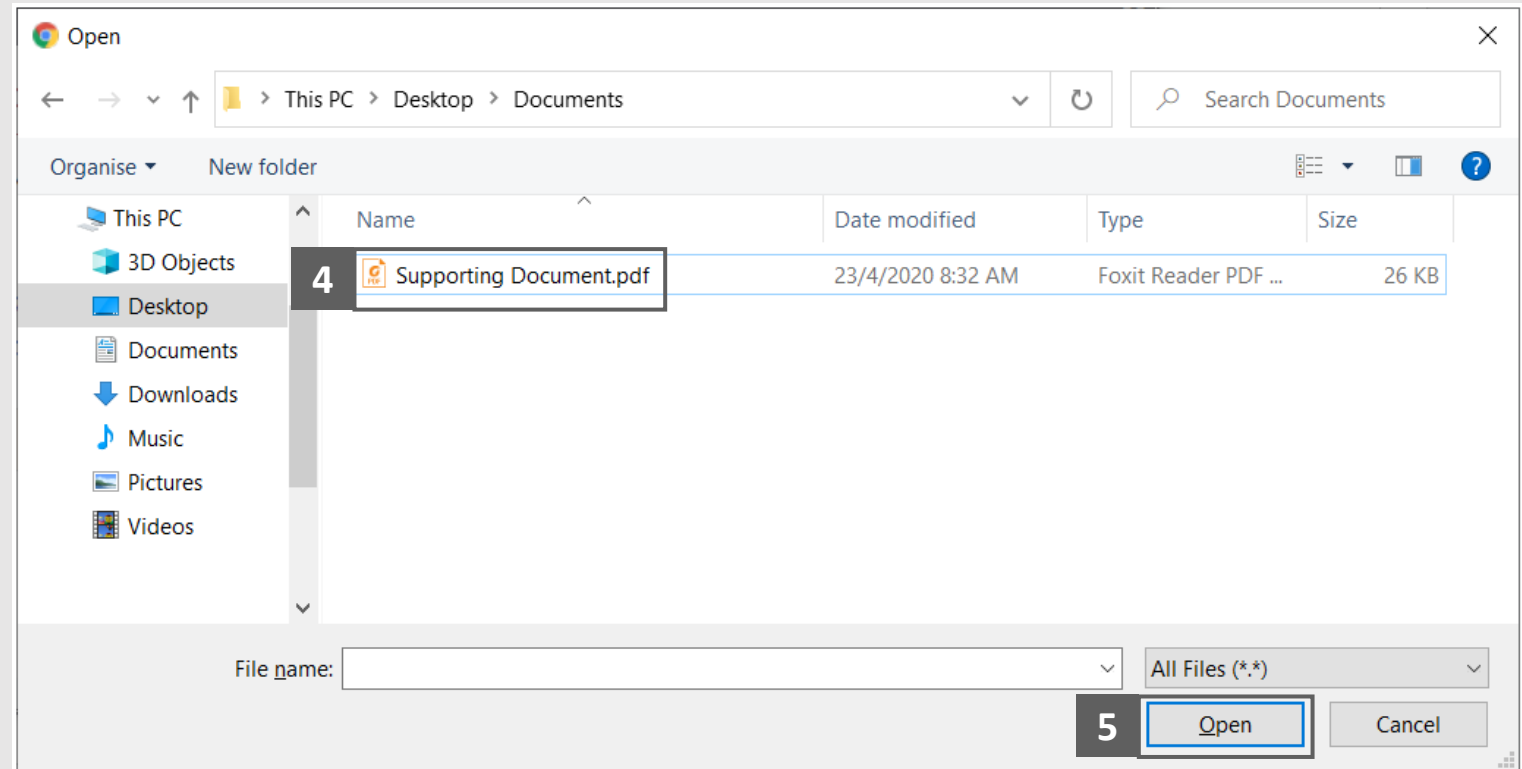 Open
This PC > Desktop > Documents
Search Documents
Organise
New folder
?
This PC
3D Objects
Desktop
Documents
Downloads
Music
Pictures
Videos
Name Date modified Type Size
4 Supporting Document.pdf 23/4/2020 8:32 AM Foxit Reader PDF ... 26 KB
File name:
All Files (*.*)
5 Open Cancel